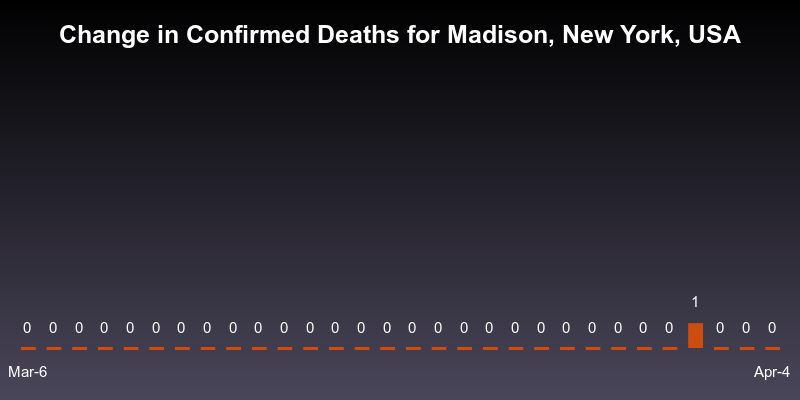 Change in Confirmed Deaths for Madison, New York, USA
1
0 0 0 0 0 0 0 0 0 0 0 0 0 0 0 0 0 0 0 0 0 0 0 0 0 0 0 0 0
Mar-6 Apr-4